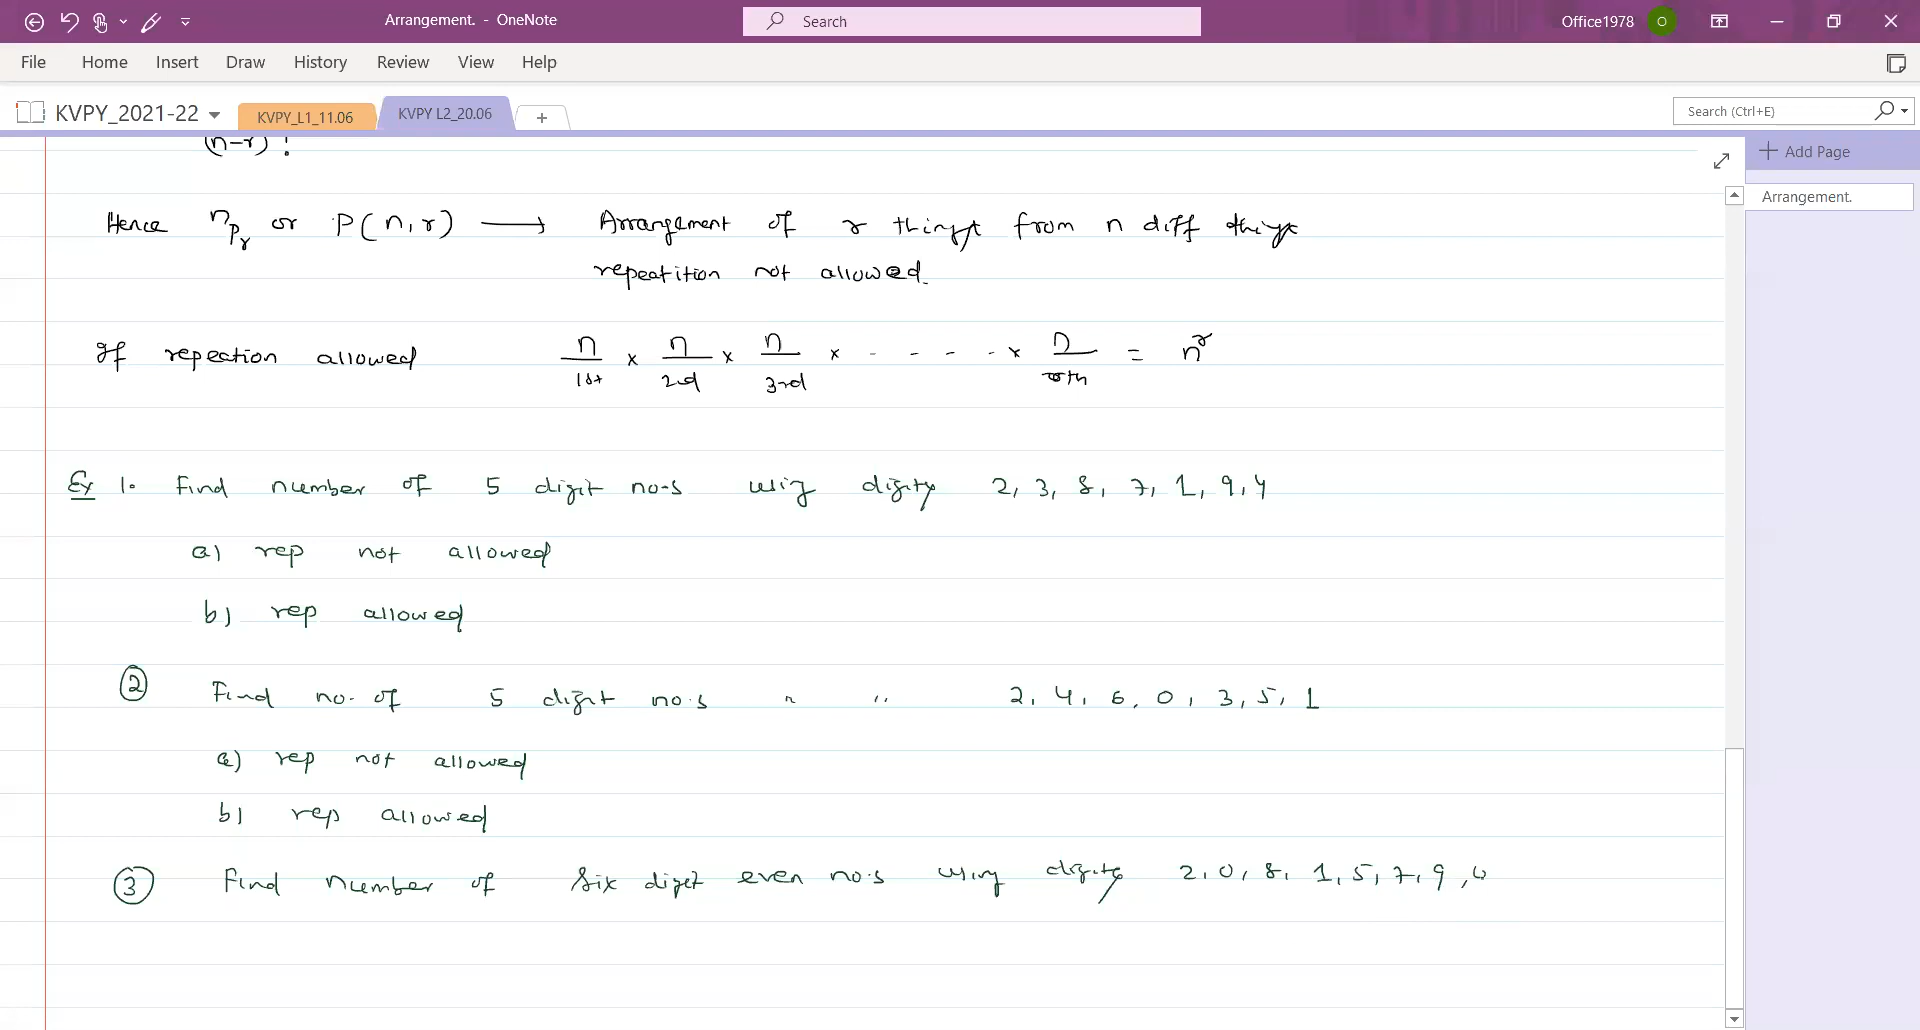 Arrangement. - OneNote
Search
Office1978
O
File Home Insert Draw History Review View Help
KVPY_2021-22
KVPY_L1_11.06
KVPY L2_20.06
+
Search (Ctrl+E)
Add Page
Arrangement.
(n-r)!
Hence nPr or P(n,r) → Arrangement of r things from n diff things
repeatition not allowed.
If repeation allowed n/1st × n/2nd × n/3rd × - - - - × n/rth = n^r
Ex 1. Find number of 5 digit no.s using digits 2, 3, 8, 7, 1, 9, 4
a) rep not allowed
b) rep allowed
② Find no. of 5 digit no.s " " 2, 4, 6, 0, 3, 5, 1
a) rep not allowed
b) rep allowed
③ Find number of six digit even no.s using digits 2, 0, 8, 1, 5, 7, 9,